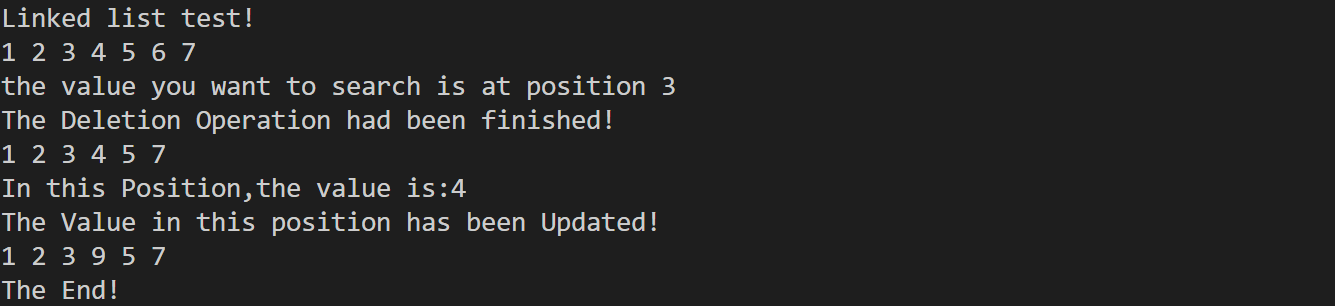 Linked list test!
1 2 3 4 5 6 7
the value you want to search is at position 3
The Deletion Operation had been finished!
1 2 3 4 5 7
In this Position,the value is:4
The Value in this position has been Updated!
1 2 3 9 5 7
The End!